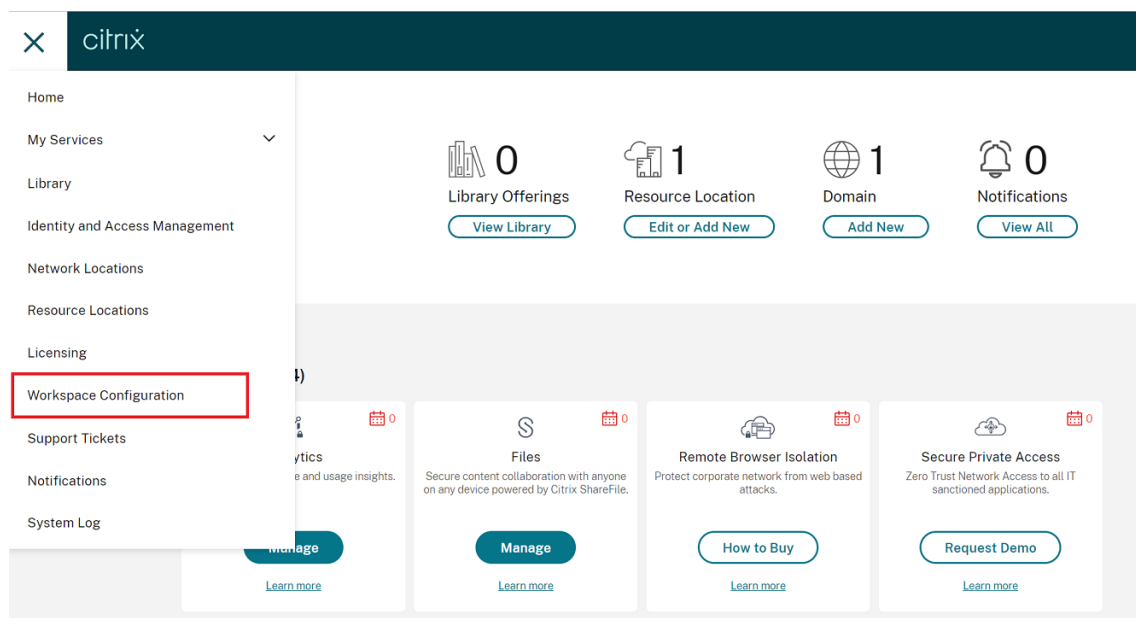 citrix
Home
My Services
Library
Identity and Access Management
Network Locations
Resource Locations
Licensing
Workspace Configuration
Support Tickets
Notifications
System Log
0
Library Offerings
View Library
1
Resource Location
Edit or Add New
1
Domain
Add New
0
Notifications
View All
4)
0
ytics
e and usage insights.
Manage
Learn more
0
Files
Secure content collaboration with anyone
on any device powered by Citrix ShareFile.
Manage
Learn more
0
Remote Browser Isolation
Protect corporate network from web based
attacks.
How to Buy
Learn more
0
Secure Private Access
Zero Trust Network Access to all IT
sanctioned applications.
Request Demo
Learn more